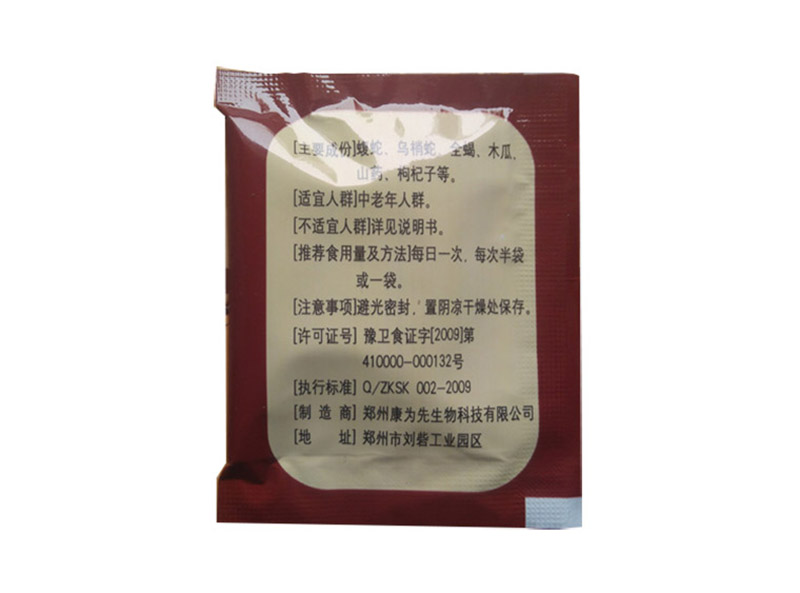 [主要成份]蝮蛇、乌梢蛇、全蝎、木瓜、
山药、枸杞子等。
[适宜人群]中老年人群。
[不适宜人群]详见说明书。
[推荐食用量及方法]每日一次，每次半袋
或一袋。
[注意事项]避光密封，置阴凉干燥处保存。
[许可证号] 豫卫食证字[2009]第
410000-000132号
[执行标准] Q/ZKSK 002-2009
[制 造 商] 郑州康为先生物科技有限公司
[地 址] 郑州市刘砦工业园区